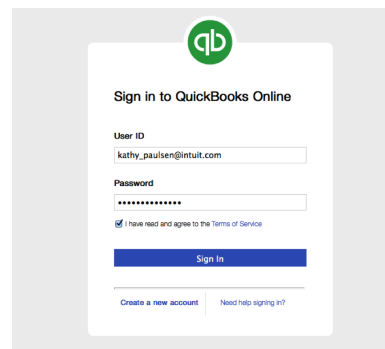 qb
Sign in to QuickBooks Online
User ID
kathy_paulsen@intuit.com
Password
•••••••••••••
I have read and agree to the Terms of Service
Sign In
Create a new account
Need help signing in?